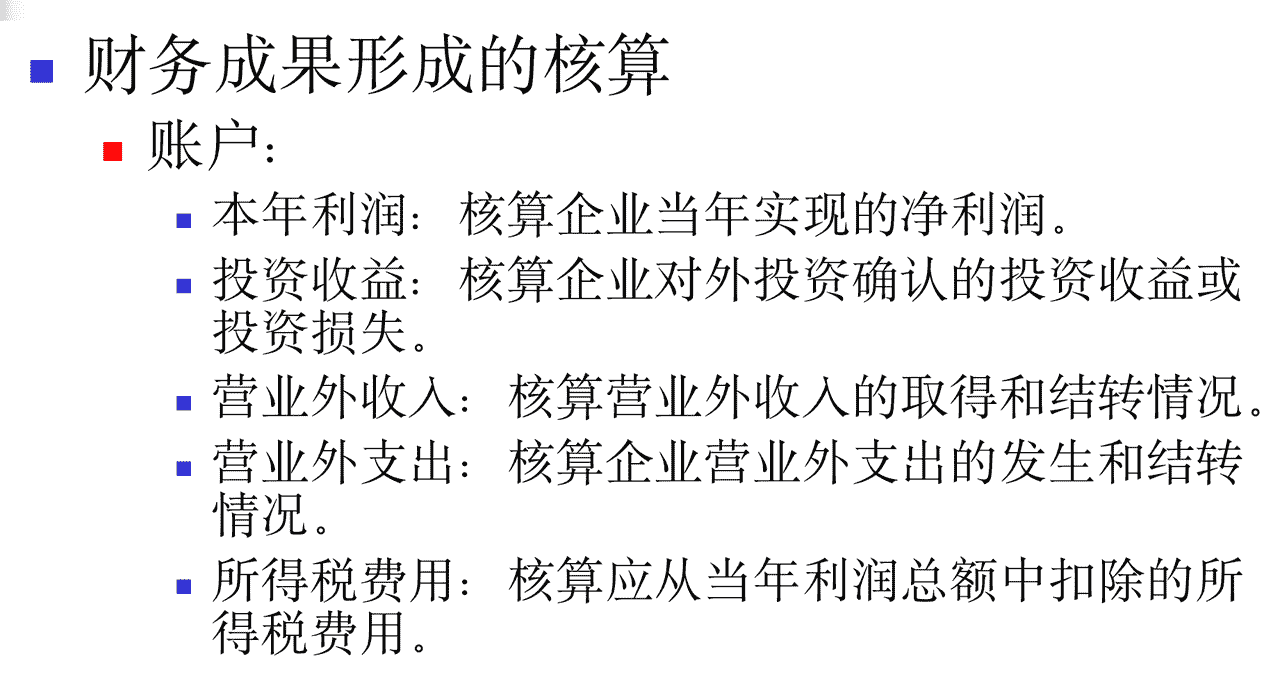 财务成果形成的核算
账户：
本年利润： 核算企业当年实现的净利润。
投资收益： 核算企业对外投资确认的投资收益或
投资损失。
营业外收入： 核算营业外收入的取得和结转情况。
营业外支出： 核算企业营业外支出的发生和结转
情况。
所得税费用： 核算应从当年利润总额中扣除的所
得税费用。